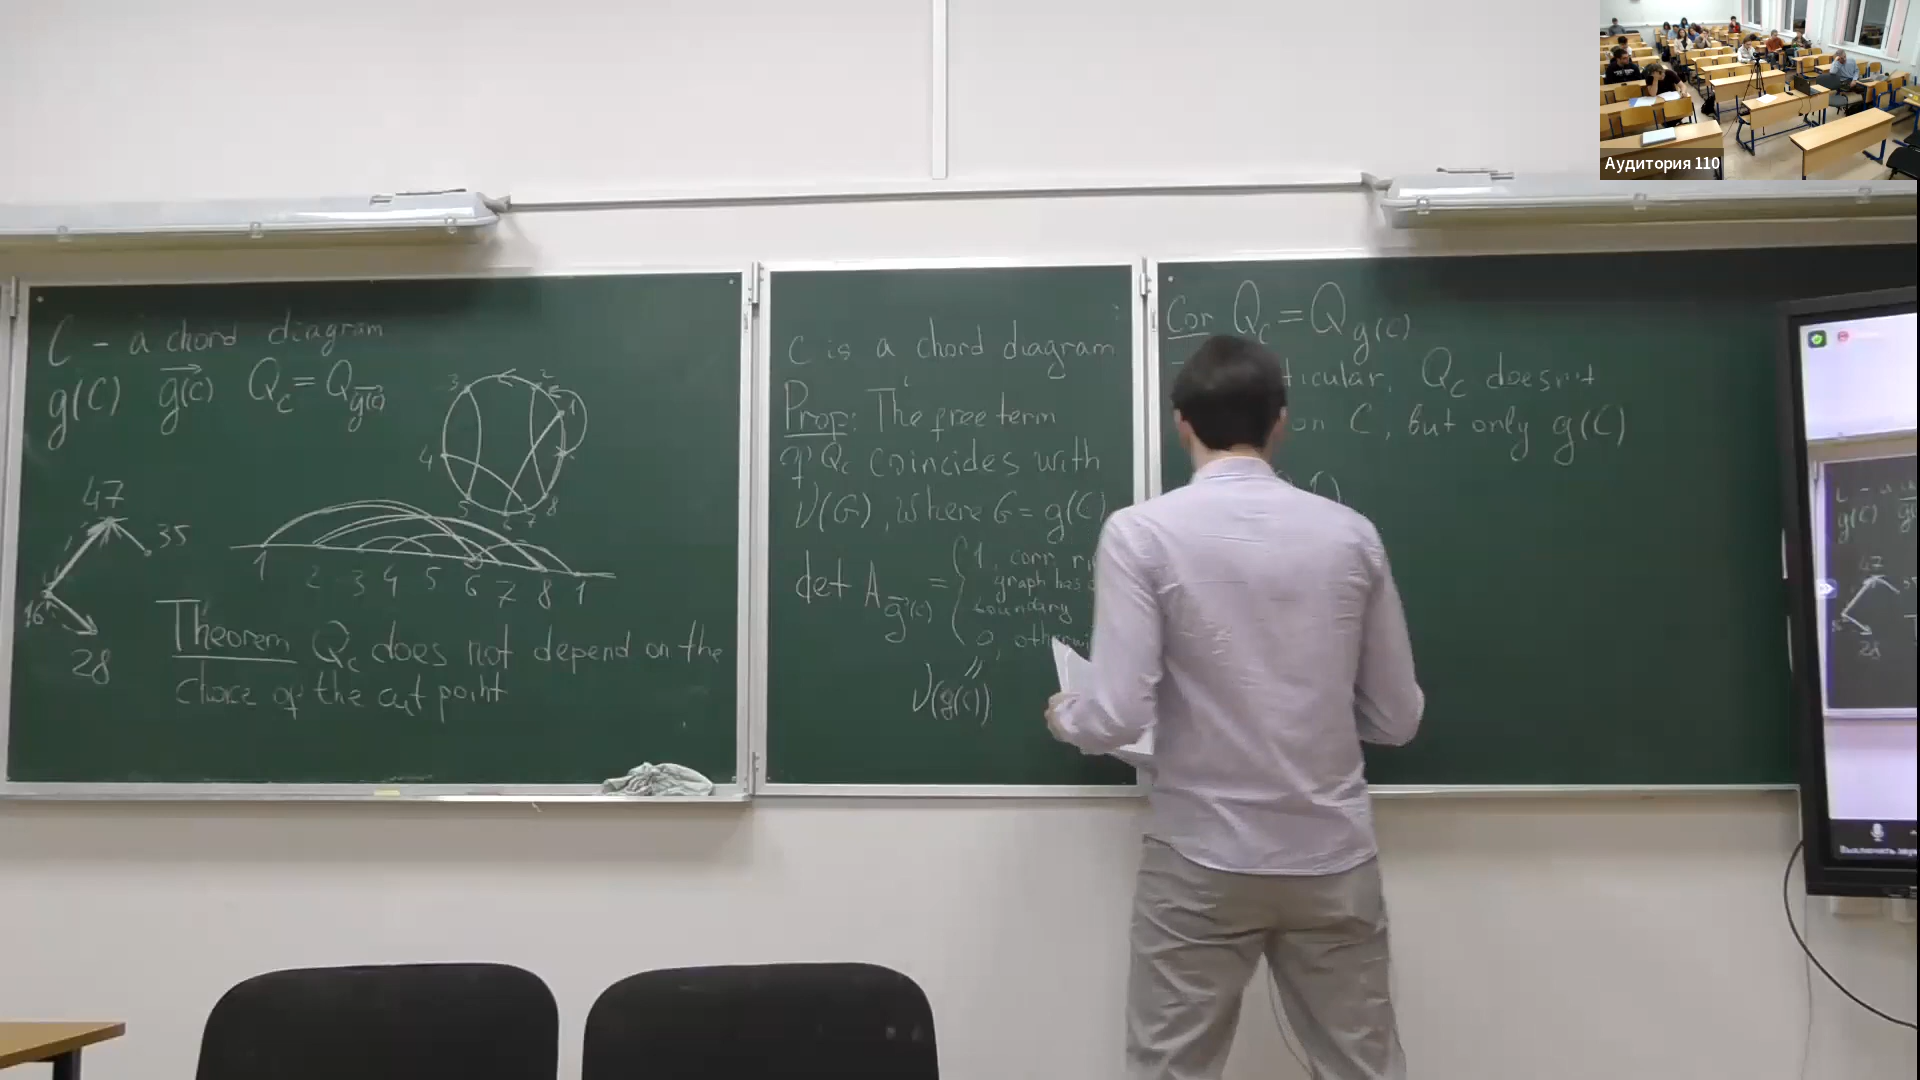 C - a chord diagram
g(C) g⃗(C) Q_C = Q_g⃗(C)
3 2 1
4
5 6 7 8
47
35
16
28
1 2 3 4 5 6 7 8 1
Theorem Q_C does not depend on the
choice of the cut point
C is a chord diagram
Prop: The free term
of Q_C coincides with
ν(G), where G = g(C)
det A_g⃗(C) = { 1, corr.
graph has
boundary
0,
ν(g(C))
Cor Q_C = Q_g(C)
ticular, Q_C doesn't
on C, but only g(C)
Аудитория 110